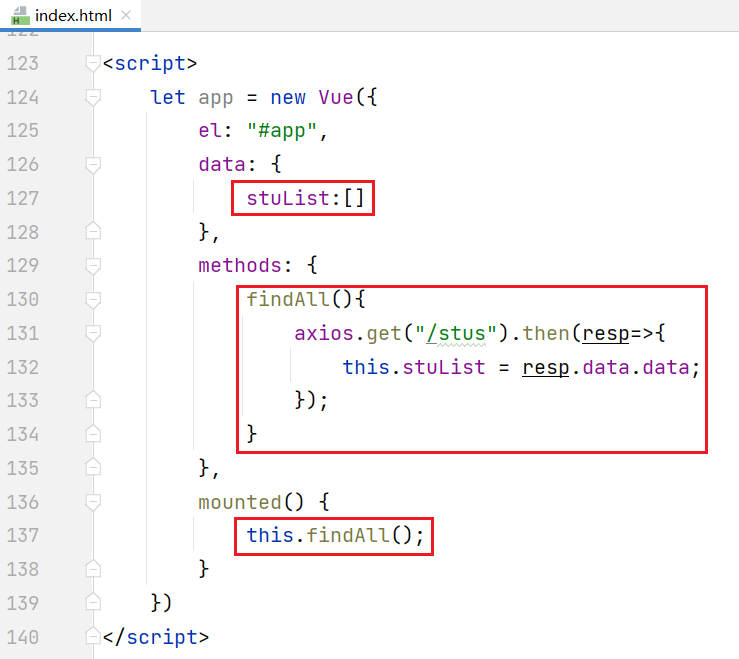 index.html
122
123 <script>
124 let app = new Vue({
125 el: "#app",
126 data: {
127 stuList:[]
128 },
129 methods: {
130 findAll(){
131 axios.get("/stus").then(resp=>{
132 this.stuList = resp.data.data;
133 });
134 }
135 },
136 mounted() {
137 this.findAll();
138 }
139 })
140 </script>